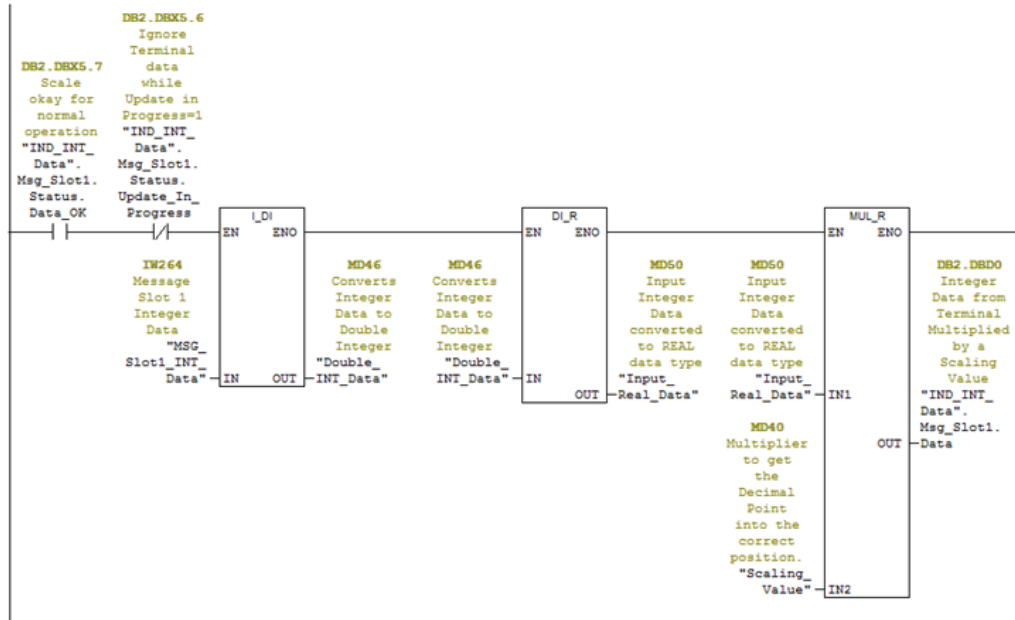 DB2.DBX5.7
Scale
okay for
normal
operation
"IND_INT_
Data".
Msg_Slot1.
Status.
Data_OK
DB2.DBX5.6
Ignore
Terminal
data
while
Update in
Progress=1
"IND_INT_
Data".
Msg_Slot1.
Status.
Update_In_
Progress
I_DI
EN ENO
IW264
Message
Slot 1
Integer
Data
"MSG_
Slot1_INT_
Data"
IN OUT
MD46
Converts
Integer
Data to
Double
Integer
"Double_
INT_Data"
MD46
Converts
Integer
Data to
Double
Integer
"Double_
INT_Data"
DI_R
EN ENO
IN
OUT
MD50
Input
Integer
Data
converted
to REAL
data type
"Input_
Real_Data"
MD50
Input
Integer
Data
converted
to REAL
data type
"Input_
Real_Data"
MD40
Multiplier
to get
the
Decimal
Point
into the
correct
position.
"Scaling_
Value"
MUL_R
EN ENO
IN1
OUT
IN2
DB2.DBD0
Integer
Data from
Terminal
Multiplied
by a
Scaling
Value
"IND_INT_
Data".
Msg_Slot1.
Data